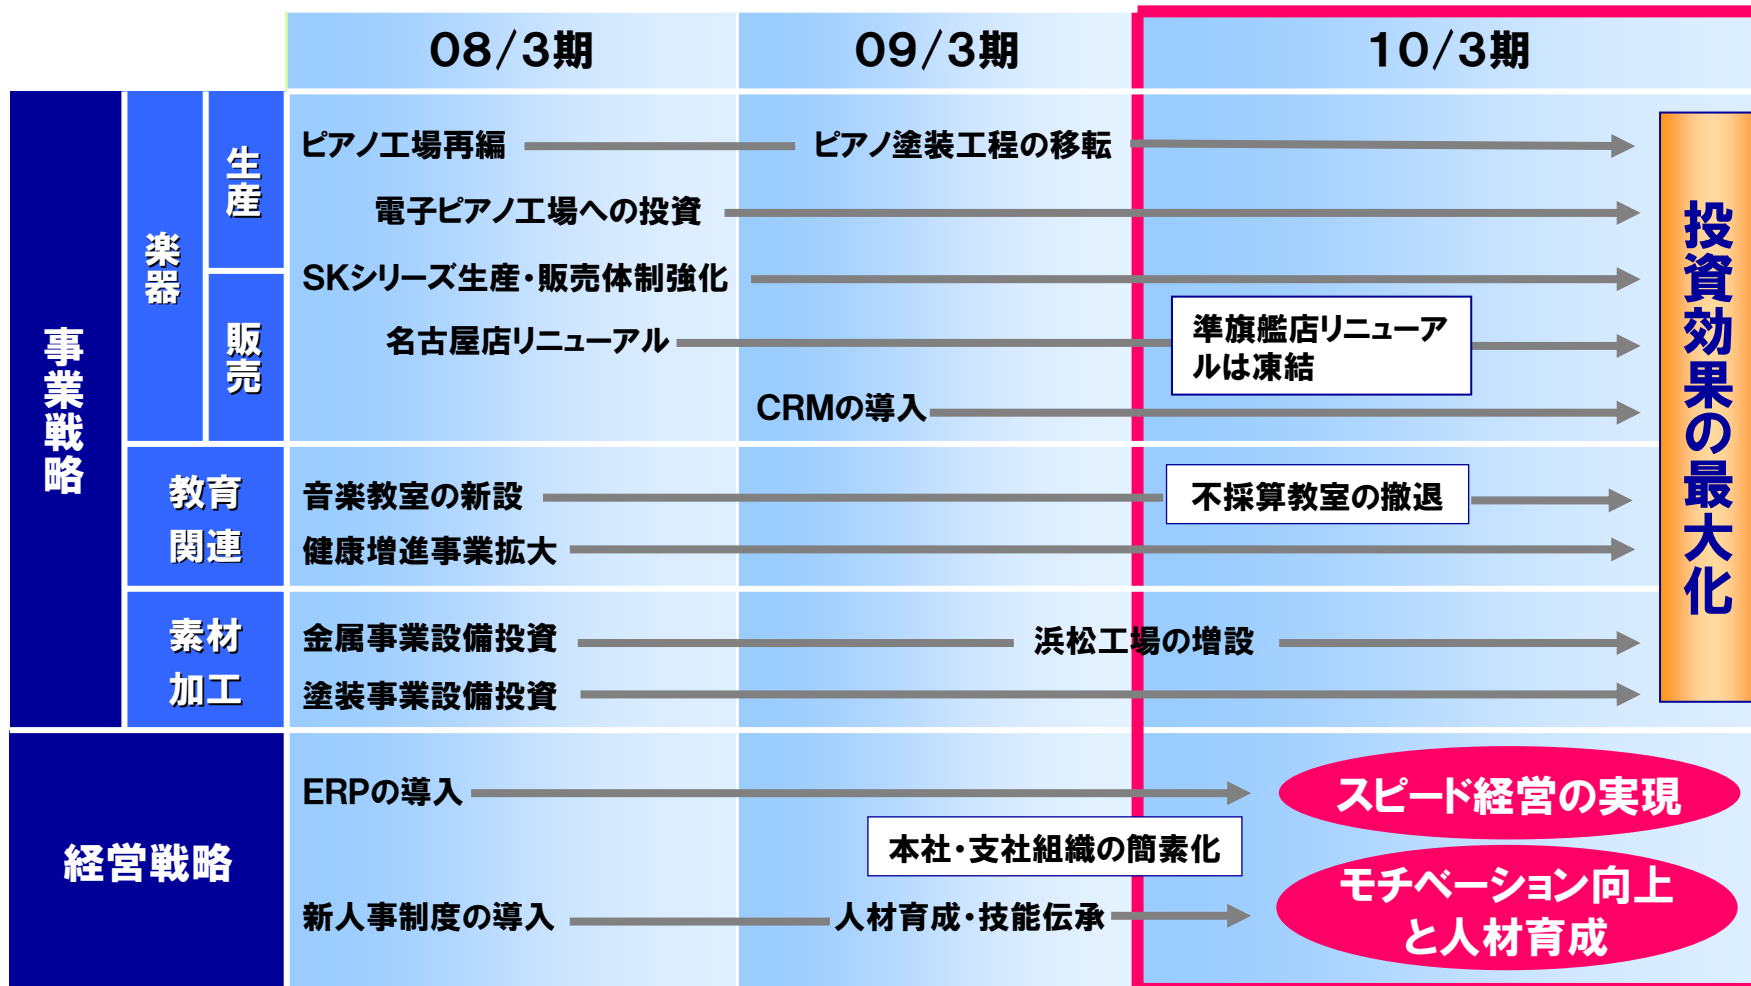 08/3期
09/3期
10/3期
事業戦略
楽器
生産
ピアノ工場再編
ピアノ塗装工程の移転
電子ピアノ工場への投資
販売
SKシリーズ生産・販売体制強化
名古屋店リニューアル
準旗艦店リニューア
ルは凍結
CRMの導入
教育
関連
音楽教室の新設
不採算教室の撤退
健康増進事業拡大
素材
加工
金属事業設備投資
浜松工場の増設
塗装事業設備投資
投資効果の最大化
経営戦略
ERPの導入
スピード経営の実現
本社・支社組織の簡素化
新人事制度の導入
人材育成・技能伝承
モチベーション向上
と人材育成